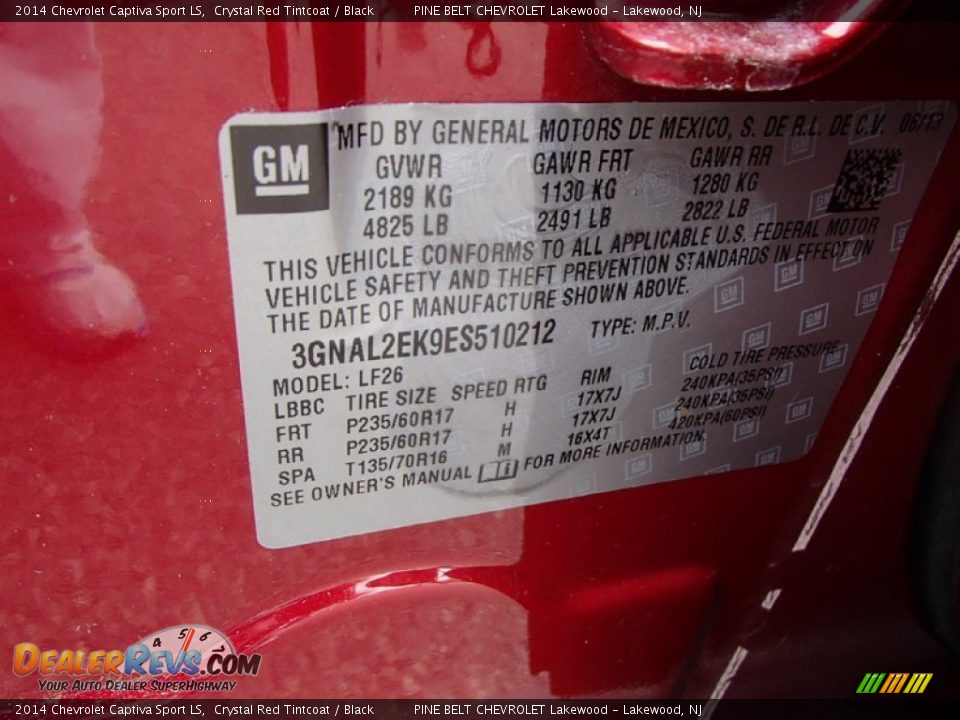 2014 Chevrolet Captiva Sport LS,  Crystal Red Tintcoat / Black          PINE BELT CHEVROLET Lakewood - Lakewood, NJ
GM
MFD BY GENERAL MOTORS DE MEXICO, S. DE R.L. DE C.V. 06/13
GVWR GAWR FRT GAWR RR
2189 KG 1130 KG 1280 KG
4825 LB 2491 LB 2822 LB
THIS VEHICLE CONFORMS TO ALL APPLICABLE U.S. FEDERAL MOTOR
VEHICLE SAFETY AND THEFT PREVENTION STANDARDS IN EFFECTION
THE DATE OF MANUFACTURE SHOWN ABOVE.
3GNAL2EK9ES510212 TYPE: M.P.V.
MODEL: LF26
LBBC TIRE SIZE SPEED RTG RIM COLD TIRE PRESSURE
FRT P235/60R17 H 17X7J 240KPA(35PSI)
RR P235/60R17 H 17X7J 240KPA(35PSI)
SPA T135/70R16 M 16X4T 420KPA(60PSI)
SEE OWNER'S MANUAL i FOR MORE INFORMATION.
4 5 6 7
DEALERREVS.COM
YOUR AUTO DEALER SUPERHIGHWAY
2014 Chevrolet Captiva Sport LS,  Crystal Red Tintcoat / Black          PINE BELT CHEVROLET Lakewood - Lakewood, NJ